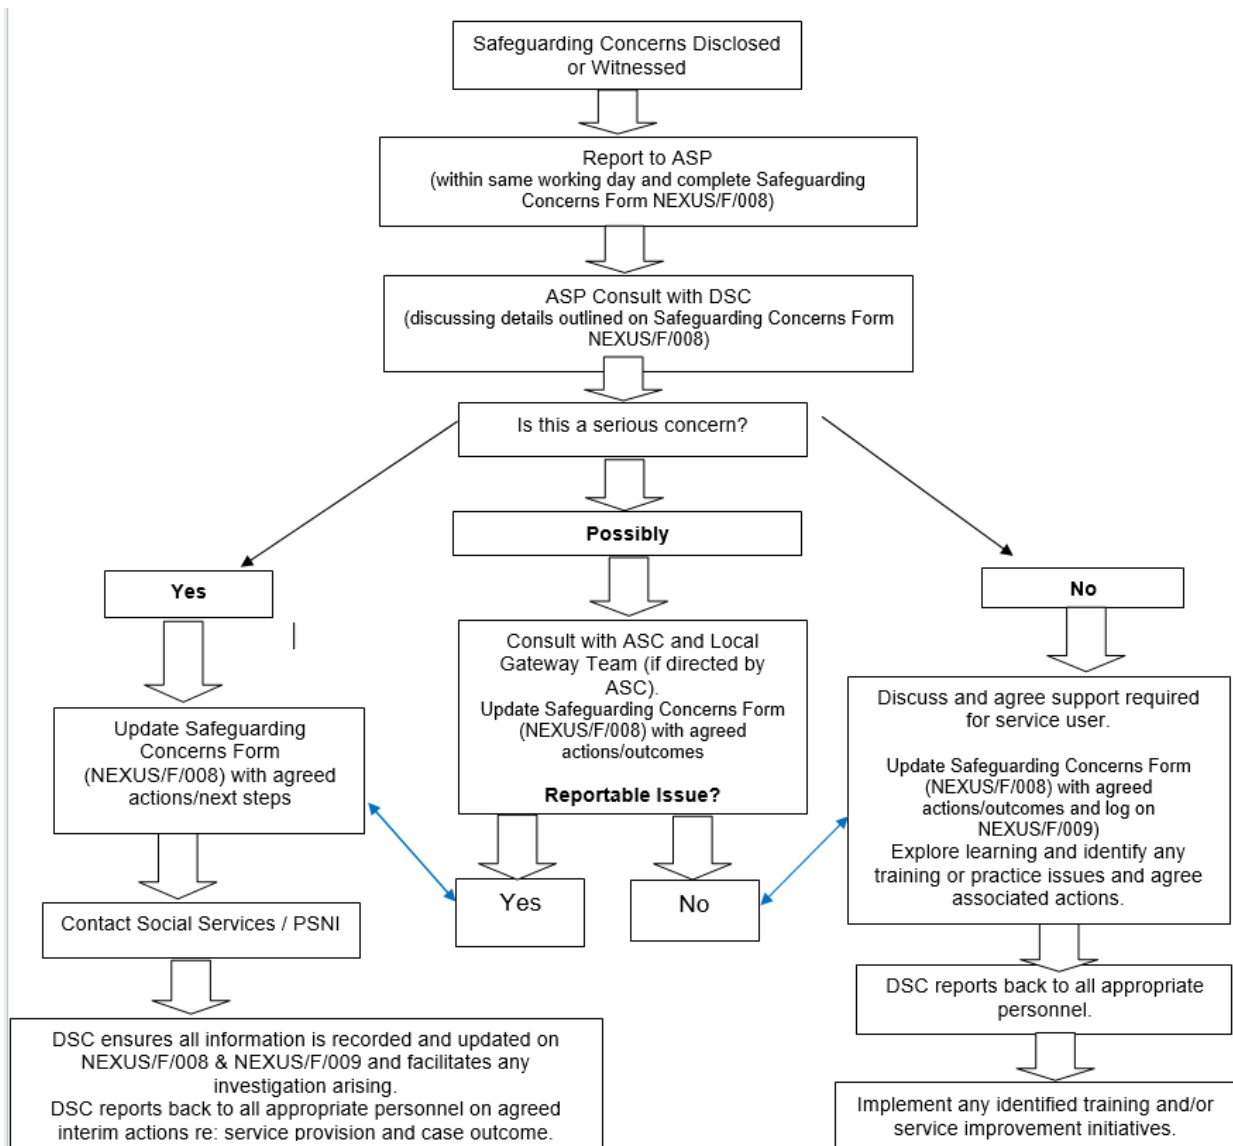 Safeguarding Concerns Disclosed
or Witnessed
Report to ASP
(within same working day and complete Safeguarding
Concerns Form NEXUS/F/008)
ASP Consult with DSC
(discussing details outlined on Safeguarding Concerns Form
NEXUS/F/008)
Is this a serious concern?
Possibly
Yes
No
Consult with ASC and Local
Gateway Team (if directed by
ASC).
Update Safeguarding Concerns Form
(NEXUS/F/008) with agreed
actions/outcomes
Reportable Issue?
Update Safeguarding
Concerns Form
(NEXUS/F/008) with agreed
actions/next steps
Discuss and agree support required
for service user.
Update Safeguarding Concerns Form
(NEXUS/F/008) with agreed
actions/outcomes and log on
NEXUS/F/009)
Explore learning and identify any
training or practice issues and agree
associated actions.
Yes
No
Contact Social Services / PSNI
DSC reports back to all appropriate
personnel.
DSC ensures all information is recorded and updated on
NEXUS/F/008 & NEXUS/F/009 and facilitates any
investigation arising.
DSC reports back to all appropriate personnel on agreed
interim actions re: service provision and case outcome.
Implement any identified training and/or
service improvement initiatives.